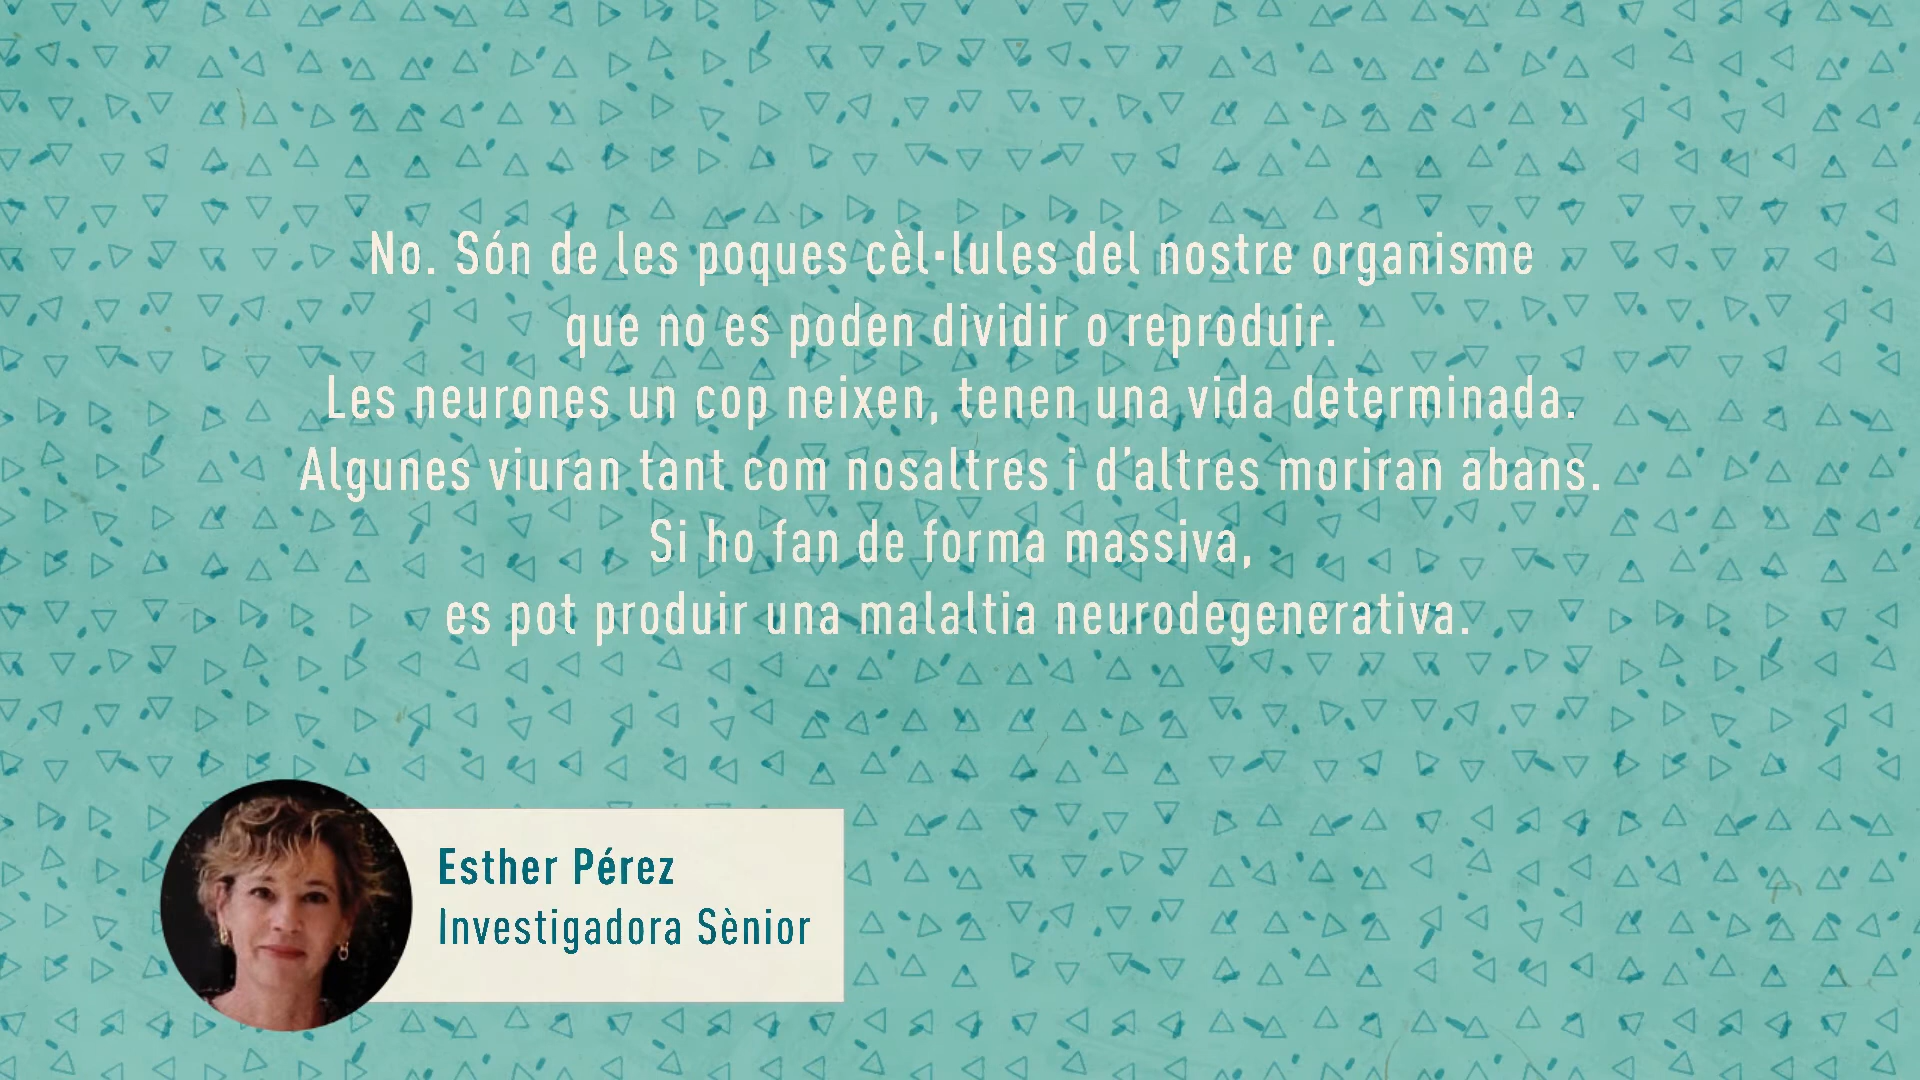 No. Són de les poques cèl·lules del nostre organisme
que no es poden dividir o reproduir.
Les neurones un cop neixen, tenen una vida determinada.
Algunes viuran tant com nosaltres i d'altres moriran abans.
Si ho fan de forma massiva,
es pot produir una malaltia neurodegenerativa.
Esther Pérez
Investigadora Sènior